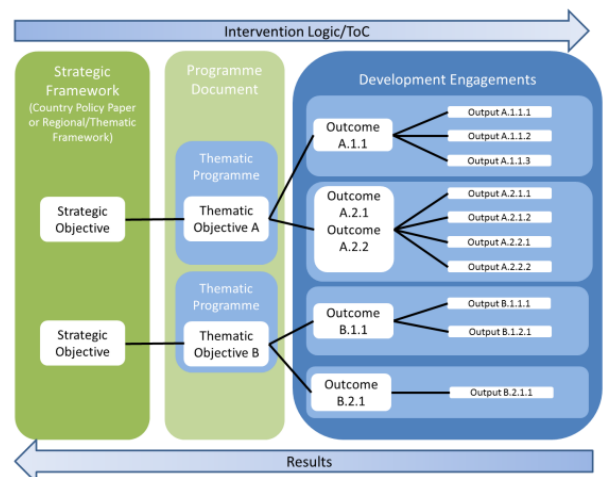 Intervention Logic/ToC
Strategic
Framework
(Country Policy Paper
or Regional/Thematic
Framework)
Programme
Document
Development Engagements
Strategic
Objective
Thematic
Programme
Thematic
Objective A
Outcome
A.1.1
Output A.1.1.1
Output A.1.1.2
Output A.1.1.3
Outcome
A.2.1
Outcome
A.2.2
Output A.2.1.1
Output A.2.1.2
Output A.2.2.1
Output A.2.2.2
Strategic
Objective
Thematic
Programme
Thematic
Objective B
Outcome
B.1.1
Output B.1.1.1
Output B.1.2.1
Outcome
B.2.1
Output B.2.1.1
Results